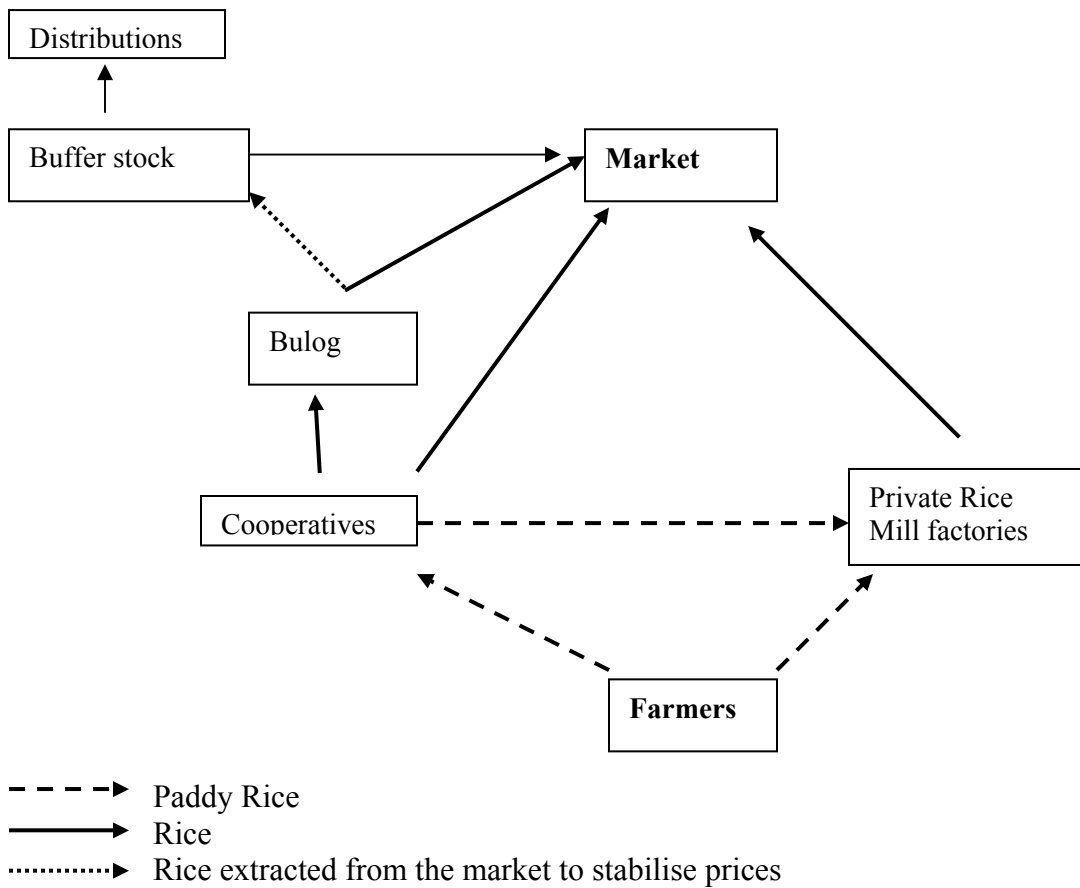 Distributions
Buffer stock
Market
Bulog
Cooperatives
Private Rice
Mill factories
Farmers
Paddy Rice
Rice
Rice extracted from the market to stabilise prices